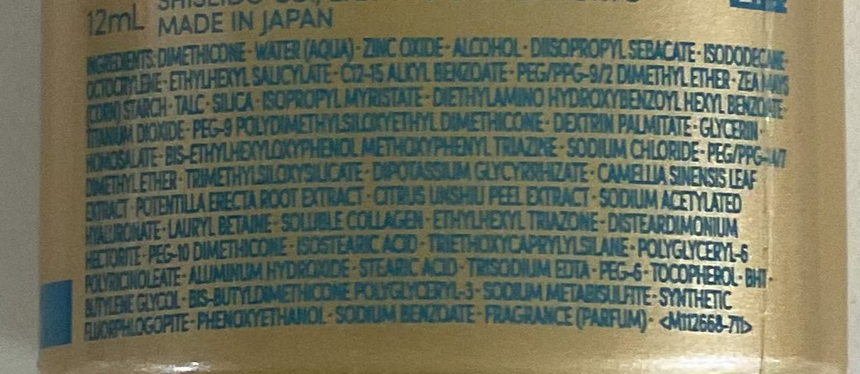 12mL MADE IN JAPAN
INGREDIENTS: DIMETHICONE · WATER (AQUA) · ZINC OXIDE · ALCOHOL · DIISOPROPYL SEBACATE · ISODODECANE ·
OCTOCRYLENE · ETHYLHEXYL SALICYLATE · C12-15 ALKYL BENZOATE · PEG/PPG-9/2 DIMETHYL ETHER · ZEA MAYS
(CORN) STARCH · TALC · SILICA · ISOPROPYL MYRISTATE · DIETHYLAMINO HYDROXYBENZOYL HEXYL BENZOATE ·
TITANIUM DIOXIDE · PEG-9 POLYDIMETHYLSILOXYETHYL DIMETHICONE · DEXTRIN PALMITATE · GLYCERIN ·
HOMOSALATE · BIS-ETHYLHEXYLOXYPHENOL METHOXYPHENYL TRIAZINE · SODIUM CHLORIDE ·
DIMETHYL ETHER · TRIMETHYLSILOXYSILICATE · DIPOTASSIUM GLYCYRRHIZATE · CAMELLIA SINENSIS LEAF
EXTRACT · POTENTILLA ERECTA ROOT EXTRACT · CITRUS UNSHIU PEEL EXTRACT · SODIUM ACETYLATED
HYALURONATE · LAURYL BETAINE · SOLUBLE COLLAGEN · ETHYLHEXYL TRIAZONE · DISTEARDIMONIUM
HECTORITE · PEG-10 DIMETHICONE · ISOSTEARIC ACID · TRIETHOXYCAPRYLYLSILANE · POLYGLYCERYL-6
POLYRICINOLEATE · ALUMINUM HYDROXIDE · STEARIC ACID · TRISODIUM EDTA · PEG-6 · TOCOPHEROL · BHT ·
BUTYLENE GLYCOL · BIS-BUTYLDIMETHICONE POLYGLYCERYL-3 · SODIUM METABISULFITE · SYNTHETIC
FLUORPHLOGOPITE · PHENOXYETHANOL · SODIUM BENZOATE · FRAGRANCE (PARFUM) · <M112668-711>